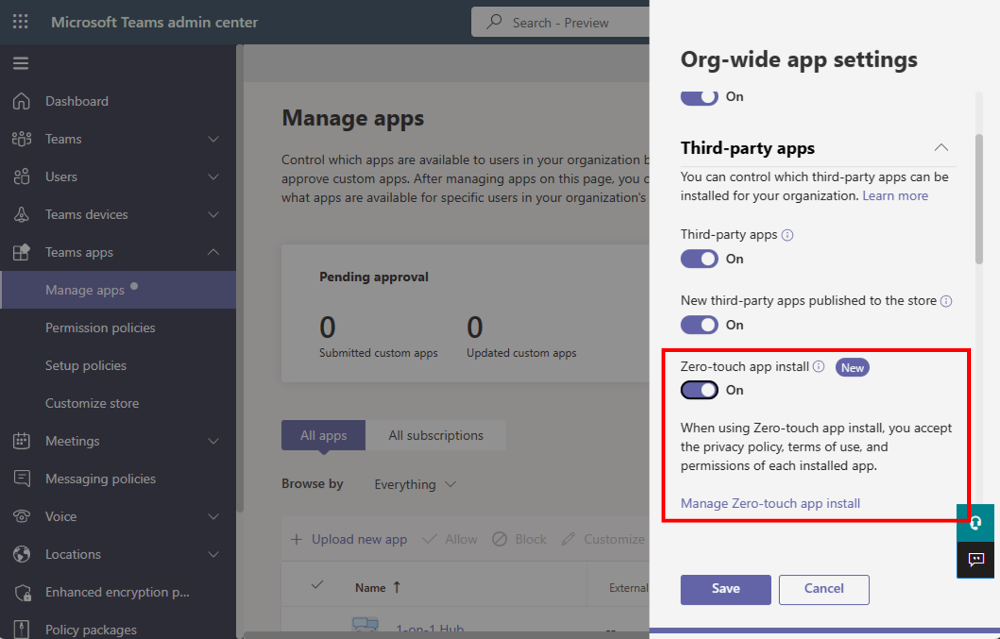 Microsoft Teams admin center
Search - Preview
Dashboard
Teams
Users
Teams devices
Teams apps
Manage apps
Permission policies
Setup policies
Customize store
Meetings
Messaging policies
Voice
Locations
Enhanced encryption p...
Policy packages
Manage apps
Control which apps are available to users in your organization b
approve custom apps. After managing apps on this page, you c
what apps are available for specific users in your organization's
Pending approval
0
Submitted custom apps
0
Updated custom apps
All apps
All subscriptions
Browse by
Everything
Upload new app
Allow
Block
Customize
Name ↑
External
1-on-1 Hub
--
Org-wide app settings
On
Third-party apps
You can control which third-party apps can be
installed for your organization. Learn more
Third-party apps
On
New third-party apps published to the store
On
Zero-touch app install New
On
When using Zero-touch app install, you accept
the privacy policy, terms of use, and
permissions of each installed app.
Manage Zero-touch app install
Save
Cancel